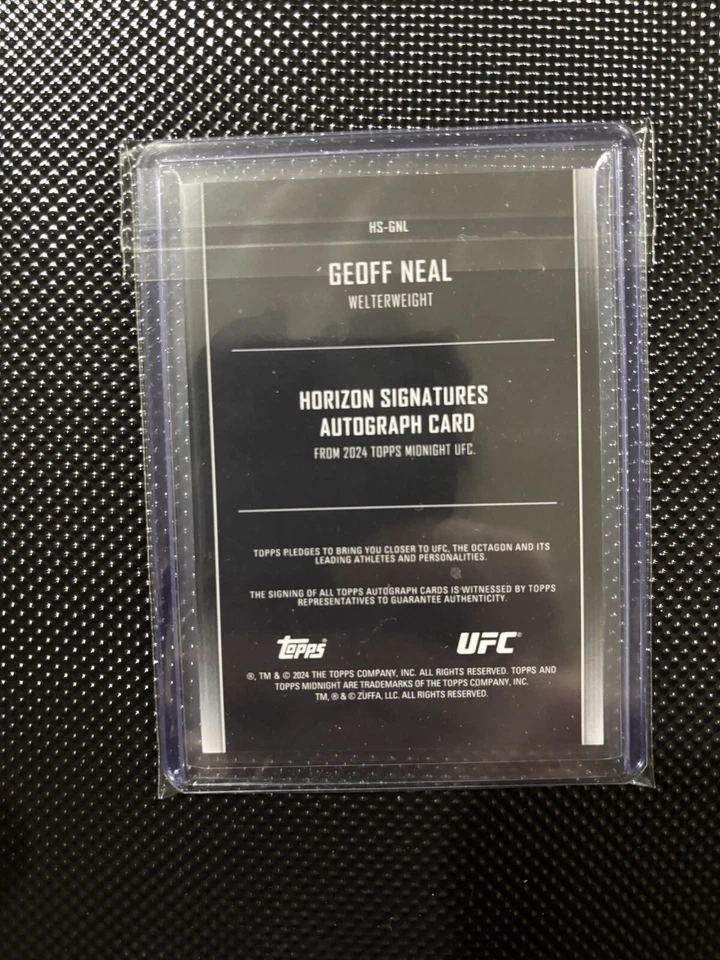 HS-GNL
GEOFF NEAL
WELTERWEIGHT
HORIZON SIGNATURES
AUTOGRAPH CARD
FROM 2024 TOPPS MIDNIGHT UFC.
TOPPS PLEDGES TO BRING YOU CLOSER TO UFC, THE OCTAGON AND ITS
LEADING ATHLETES AND PERSONALITIES.
THE SIGNING OF ALL TOPPS AUTOGRAPH CARDS IS WITNESSED BY TOPPS
REPRESENTATIVES TO GUARANTEE AUTHENTICITY.
Topps® UFC®
®, TM & © 2024 THE TOPPS COMPANY, INC. ALL RIGHTS RESERVED. TOPPS AND
TOPPS MIDNIGHT ARE TRADEMARKS OF THE TOPPS COMPANY, INC.
TM, ® & © ZUFFA, LLC. ALL RIGHTS RESERVED.